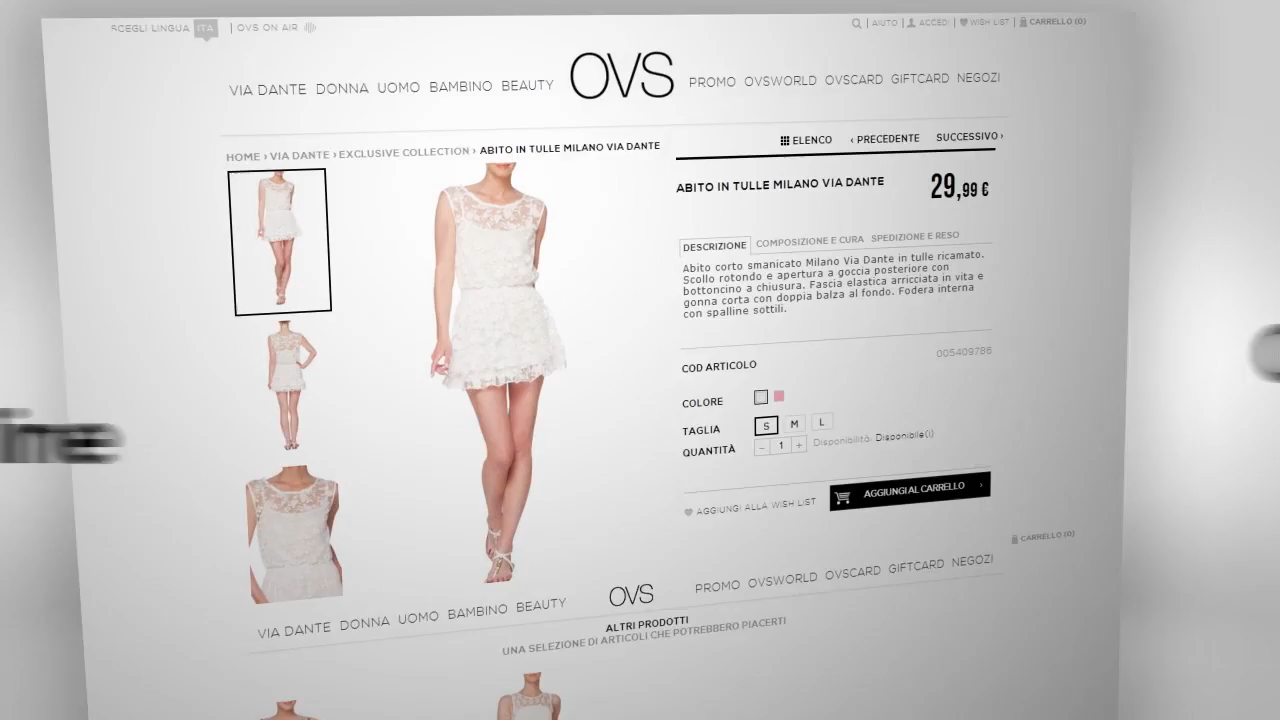 SCEGLI LINGUA ITA | OVS ON AIR
AIUTO | ACCEDI | WISH LIST | CARRELLO (0)
VIA DANTE DONNA UOMO BAMBINO BEAUTY OVS PROMO OVSWORLD OVSCARD GIFTCARD NEGOZI
HOME › VIA DANTE › EXCLUSIVE COLLECTION › ABITO IN TULLE MILANO VIA DANTE
ELENCO ‹ PRECEDENTE SUCCESSIVO ›
ABITO IN TULLE MILANO VIA DANTE 29,99 €
DESCRIZIONE COMPOSIZIONE E CURA SPEDIZIONE E RESO
Abito corto smanicato Milano Via Dante in tulle ricamato.
Scollo rotondo e apertura a goccia posteriore con
bottoncino a chiusura. Fascia elastica arricciata in vita e
gonna corta con doppia balza al fondo. Fodera interna
con spalline sottili.
COD ARTICOLO 005409786
COLORE
TAGLIA S M L
QUANTITÀ − 1 + Disponibilità: Disponibile(i)
AGGIUNGI ALLA WISH LIST AGGIUNGI AL CARRELLO ›
CARRELLO (0)
VIA DANTE DONNA UOMO BAMBINO BEAUTY OVS PROMO OVSWORLD OVSCARD GIFTCARD NEGOZI
ALTRI PRODOTTI
UNA SELEZIONE DI ARTICOLI CHE POTREBBERO PIACERTI